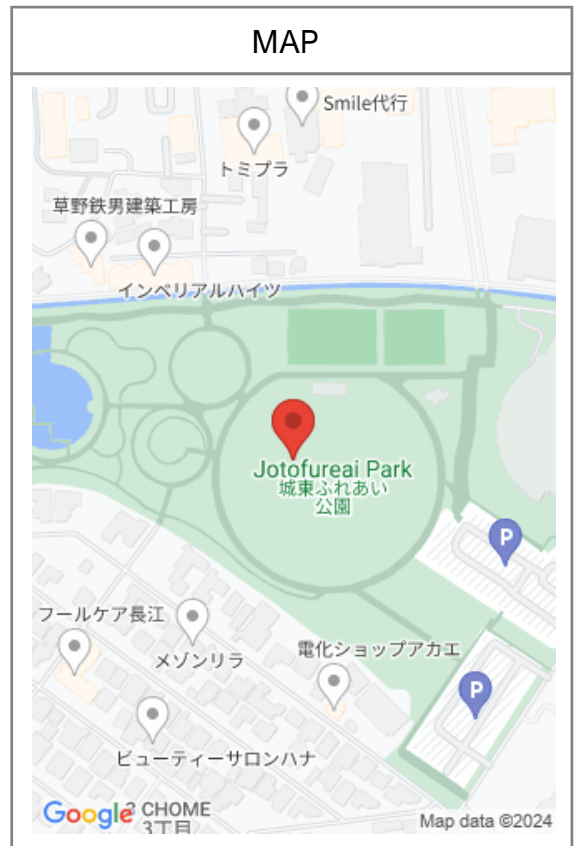 MAP
Smile代行
トミプラ
草野鉄男建築工房
インペリアルハイツ
Jotofureai Park
城東ふれあい
公園
P
フールケア長江
メゾンリラ
電化ショップアカエ
P
ビューティーサロンハナ
Google
3 CHOME
3丁目
Map data ©2024